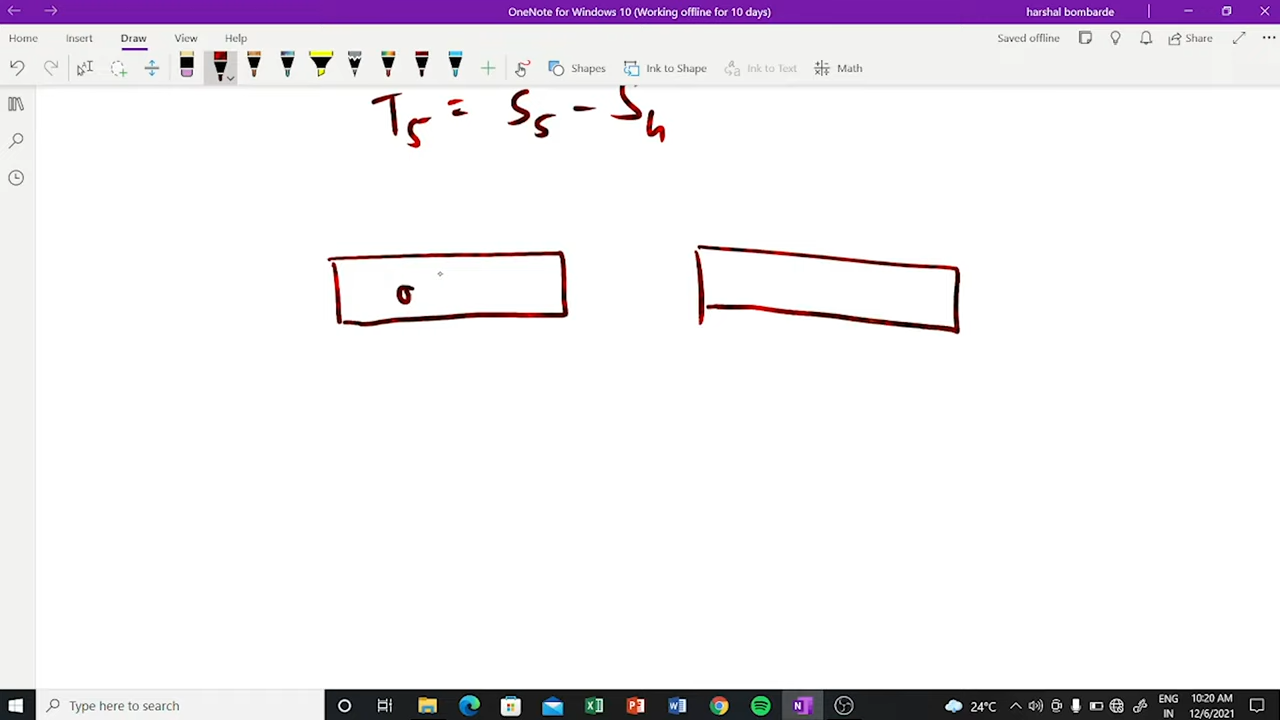 OneNote for Windows 10 (Working offline for 10 days)
harshal bombarde
Home Insert Draw View Help
Saved offline
Share
Shapes
Ink to Shape
Ink to Text
Math
T5 = S5 - S4
0
Type here to search
24°C
ENG
IN
10:20 AM
12/6/2021